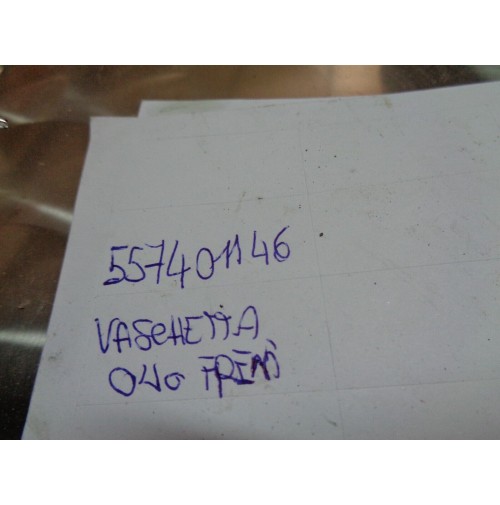 557401146
VASCHETTA
OLIO FRENI